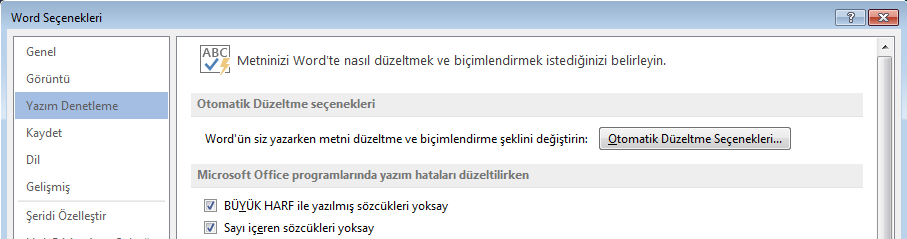 Word Seçenekleri
Genel
Görüntü
Yazım Denetleme
Kaydet
Dil
Gelişmiş
Şeridi Özelleştir
ABC
Metninizi Word'te nasıl düzeltmek ve biçimlendirmek istediğinizi belirleyin.
Otomatik Düzeltme seçenekleri
Word'ün siz yazarken metni düzeltme ve biçimlendirme şeklini değiştirin: Otomatik Düzeltme Seçenekleri...
Microsoft Office programlarında yazım hataları düzeltilirken
BÜYÜK HARF ile yazılmış sözcükleri yoksay
Sayı içeren sözcükleri yoksay